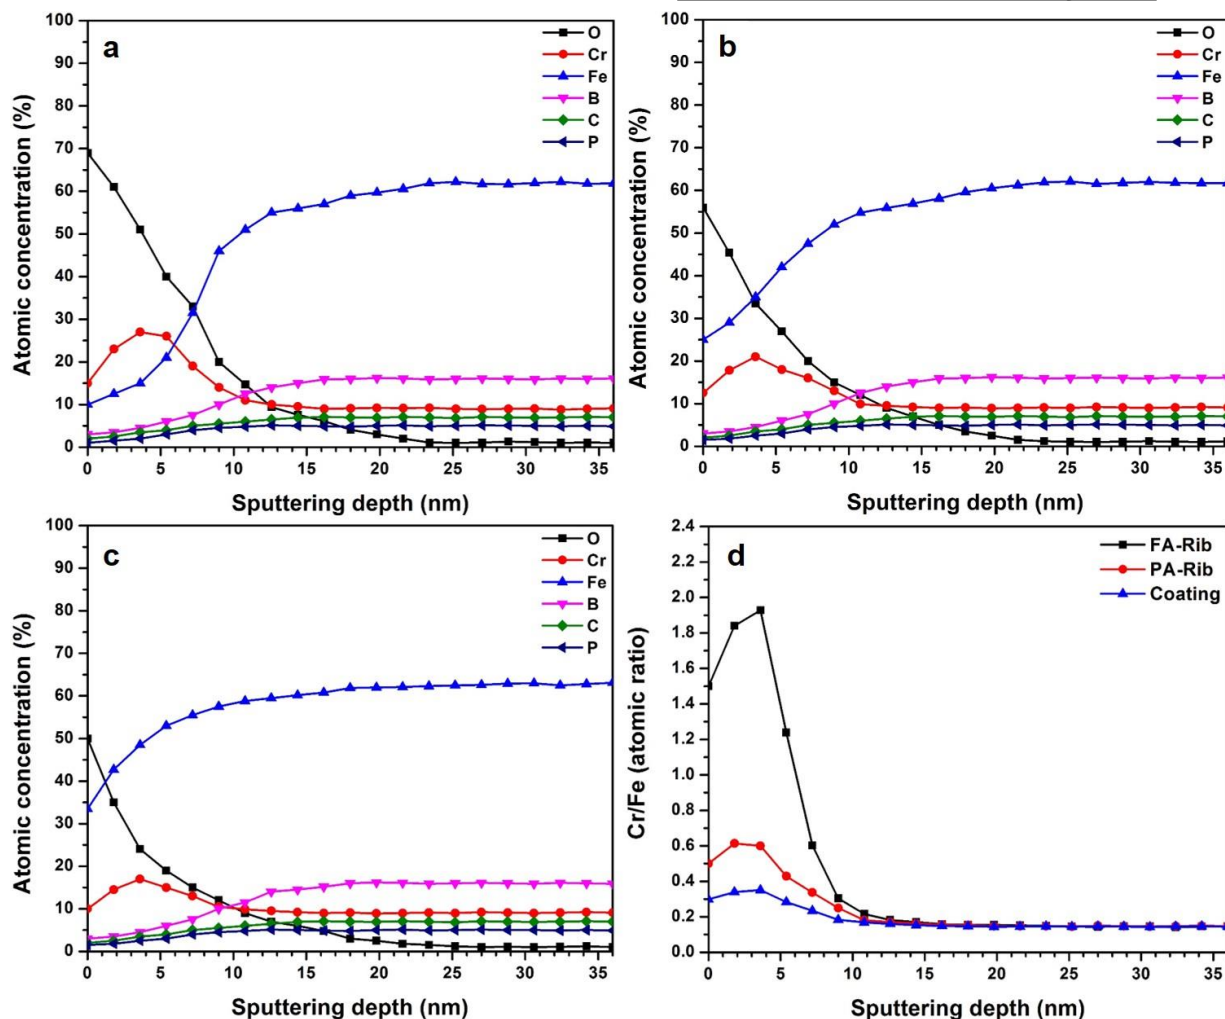 a
O
Cr
Fe
B
C
P
100
90
80
70
60
50
40
30
20
10
0
Atomic concentration (%)
0 5 10 15 20 25 30 35
Sputtering depth (nm)
b
O
Cr
Fe
B
C
P
100
90
80
70
60
50
40
30
20
10
0
Atomic concentration (%)
0 5 10 15 20 25 30 35
Sputtering depth (nm)
c
O
Cr
Fe
B
C
P
100
90
80
70
60
50
40
30
20
10
0
Atomic concentration (%)
0 5 10 15 20 25 30 35
Sputtering depth (nm)
d
FA-Rib
PA-Rib
Coating
2.4
2.2
2.0
1.8
1.6
1.4
1.2
1.0
0.8
0.6
0.4
0.2
0.0
Cr/Fe (atomic ratio)
0 5 10 15 20 25 30 35
Sputtering depth (nm)